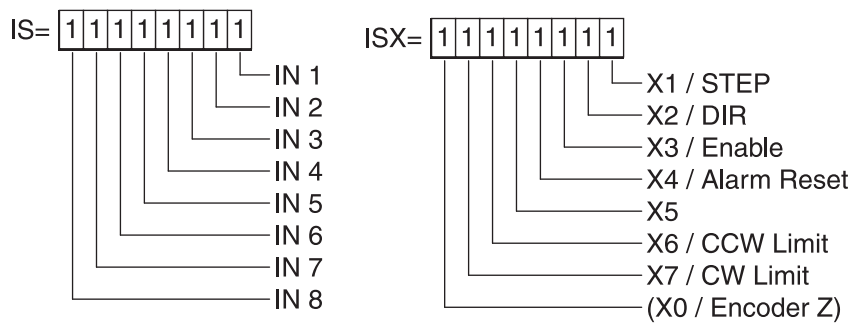 IS= 1 1 1 1 1 1 1 1
IN 1
IN 2
IN 3
IN 4
IN 5
IN 6
IN 7
IN 8
ISX= 1 1 1 1 1 1 1 1
X1 / STEP
X2 / DIR
X3 / Enable
X4 / Alarm Reset
X5
X6 / CCW Limit
X7 / CW Limit
(X0 / Encoder Z)